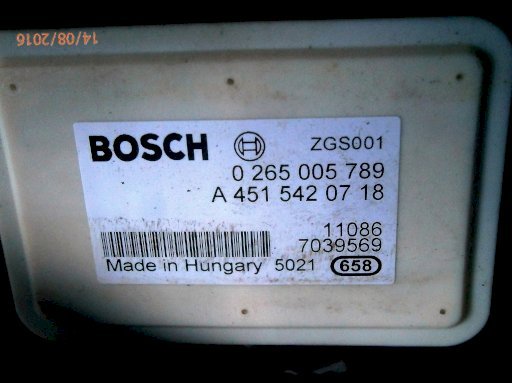 14/08/2016
BOSCH
ZGS001
0 265 005 789
A 451 542 07 18
11086
7039569
Made in Hungary 5021 658